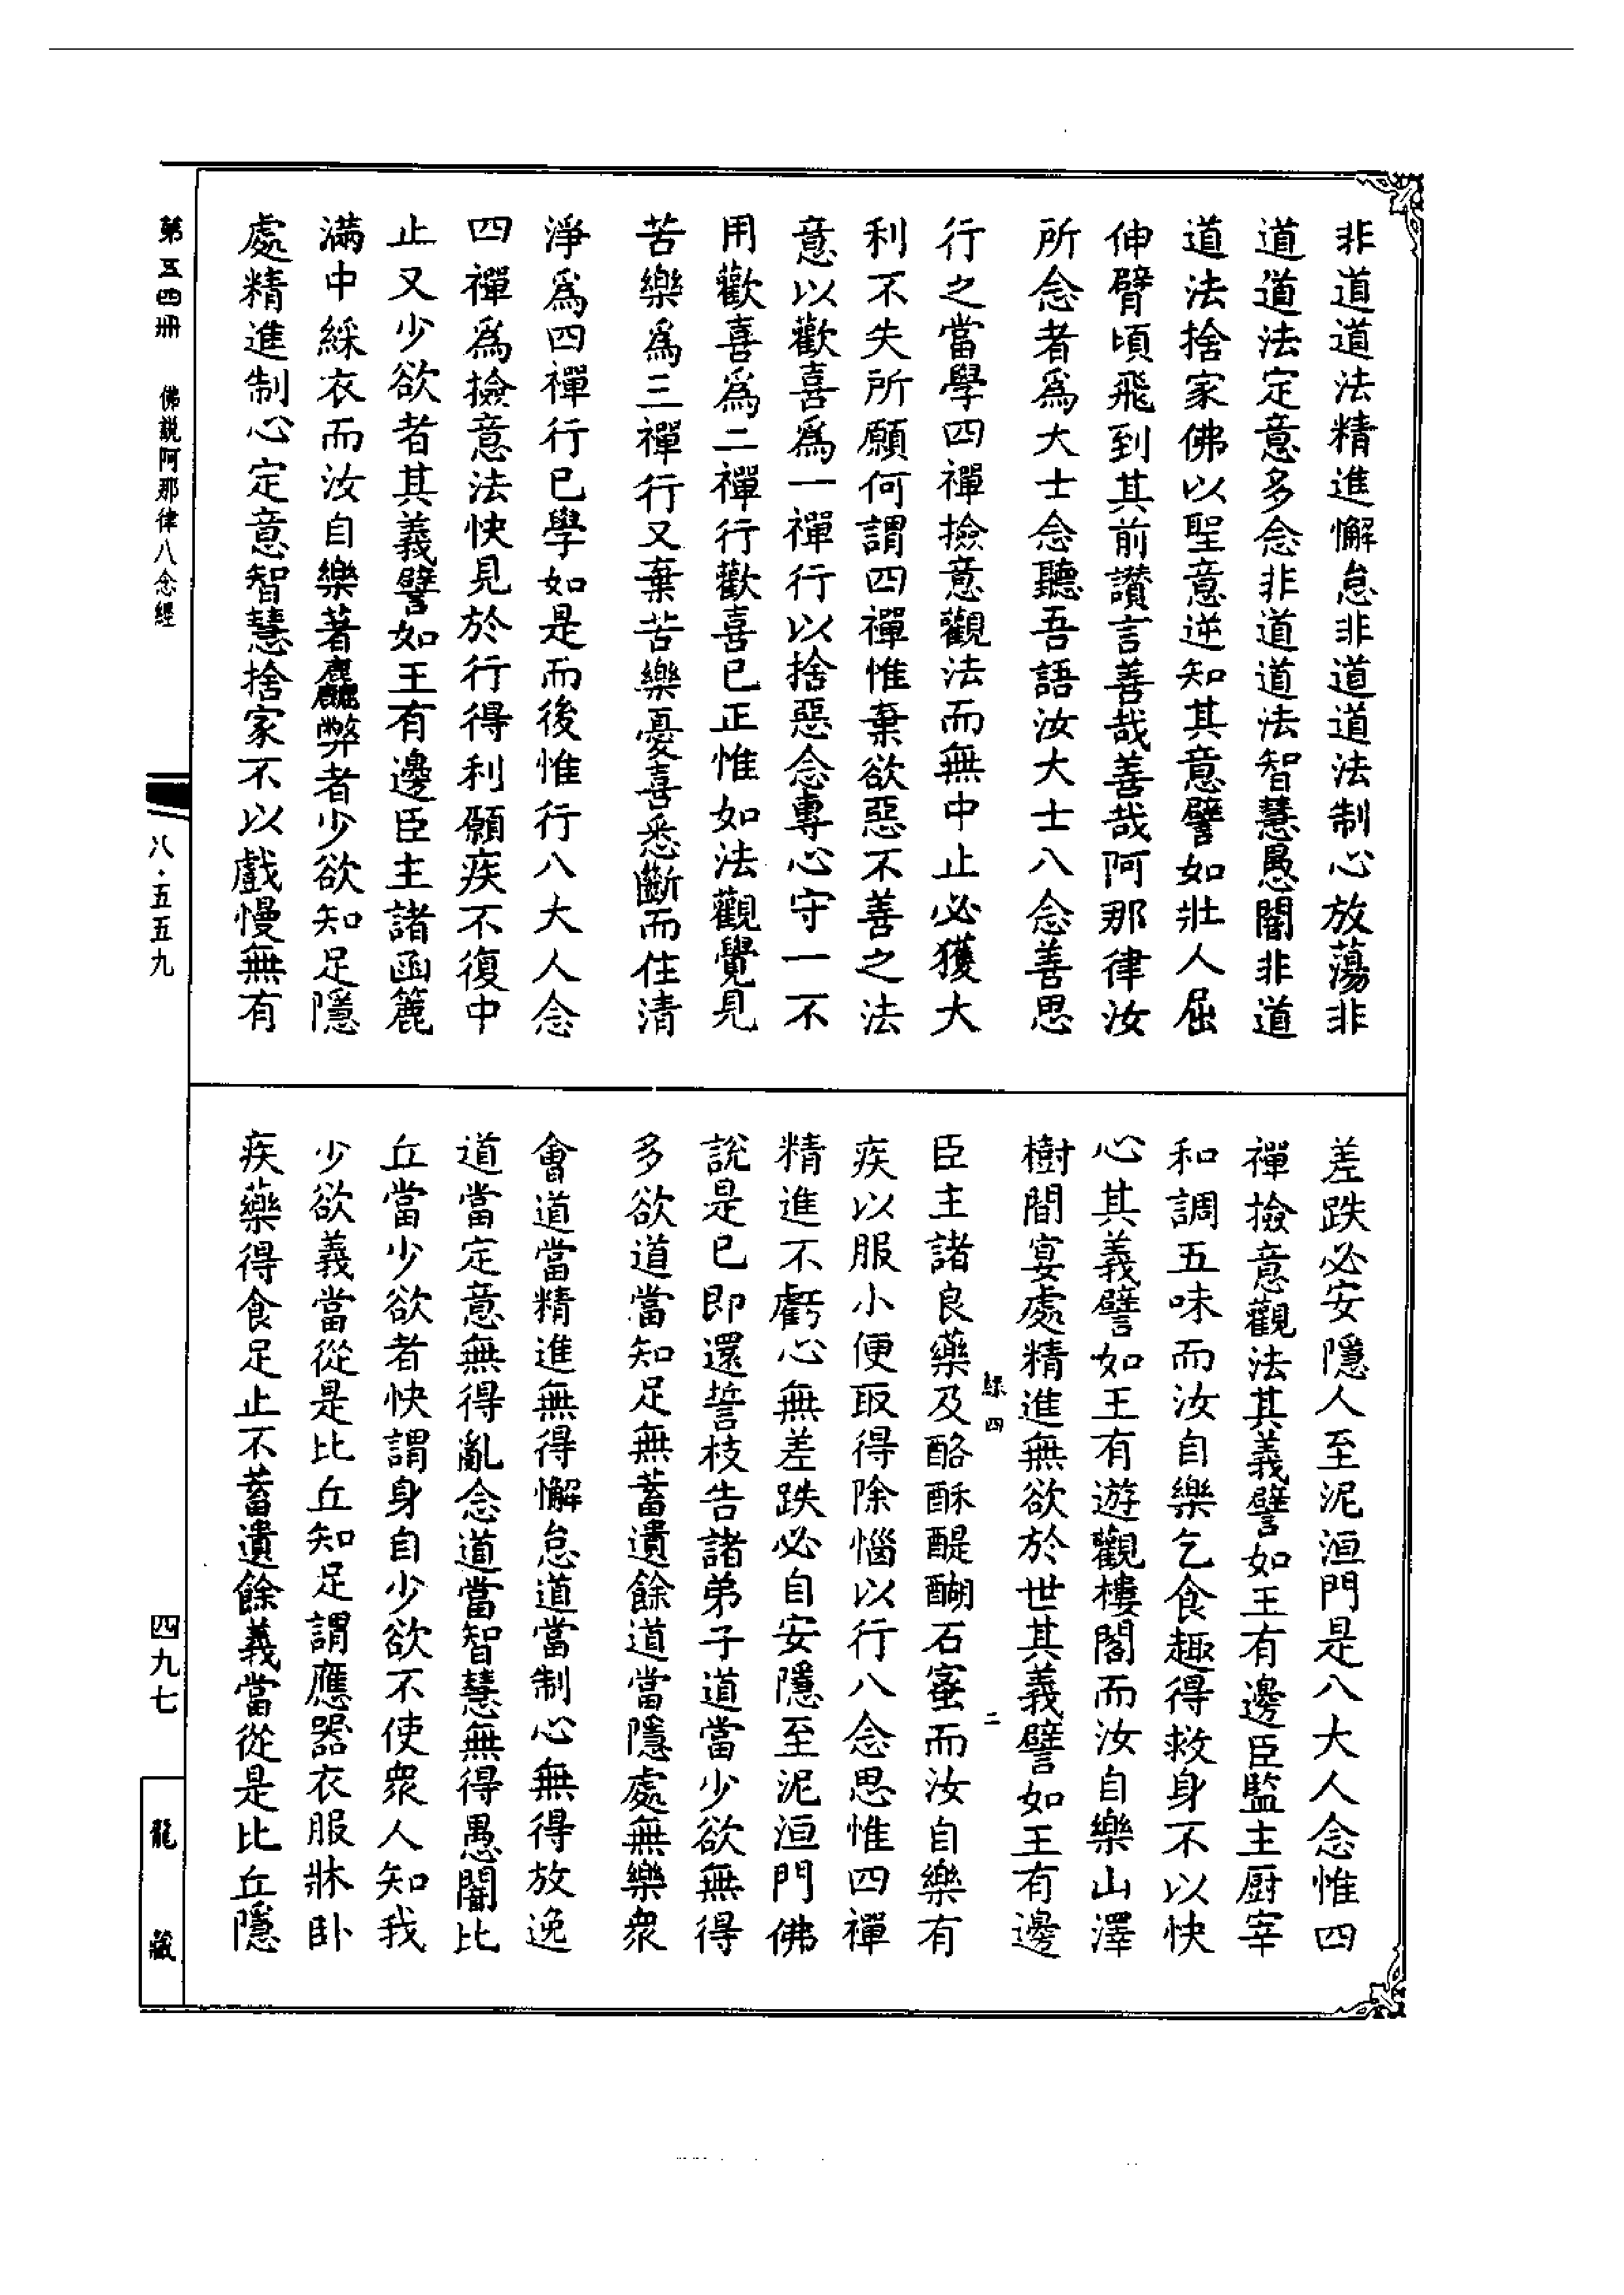 非道道法精進懈怠非道道法制心放蕩非
道道法定意多念非道道法智慧愚闇非道
道法捨家佛以聖意逆知其意譬如壯人屈
伸臂頃飛到其前讚言善哉善哉阿那律汝
所念者爲大士念聽吾語汝大士八念善思
行之當學四禪撿意觀法而無中止必獲大
利不失所願何謂四禪惟棄欲惡不善之法
意以歡喜爲一禪行以捨惡念專心守一不
用歡喜爲二禪行歡喜已正惟如法觀覺見
苦樂爲三禪行又棄苦樂憂喜悉斷而住清
淨爲四禪行已學如是而後惟行八大人念
四禪爲撿意法快見於行得利願疾不復中
止又少欲者其義譬如王有邊臣主諸函簏
滿中綵衣而汝自樂著麤弊者少欲知足隱
處精進制心定意智慧捨家不以戲慢無有
差跌必安隱人至泥洹門是八大人念惟四
禪撿意觀法其義譬如王有邊臣監主厨宰
和調五味而汝自樂乞食趣得救身不以快
心其義譬如王有遊觀樓閣而汝自樂山澤
樹間宴處精進無欲於世其義譬如王有邊
緑四 二
臣主諸良藥及酪酥醍醐石蜜而汝自樂有
疾以服小便取得除惱以行八念思惟四禪
精進不虧心無差跌必自安隱至泥洹門佛
說是已即還誓枝告諸弟子道當少欲無得
多欲道當知足無蓄遺餘道當隱處無樂衆
會道當精進無得懈怠道當制心無得放逸
道當定意無得亂念道當智慧無得愚闇比
丘當少欲者快謂身自少欲不使衆人知我
少欲義當從是比丘知足謂應器衣服牀卧
疾藥得食足止不蓄遺餘義當從是比丘隱
第五四册 佛説阿那律八念經
八·五五九
四九七
龍藏